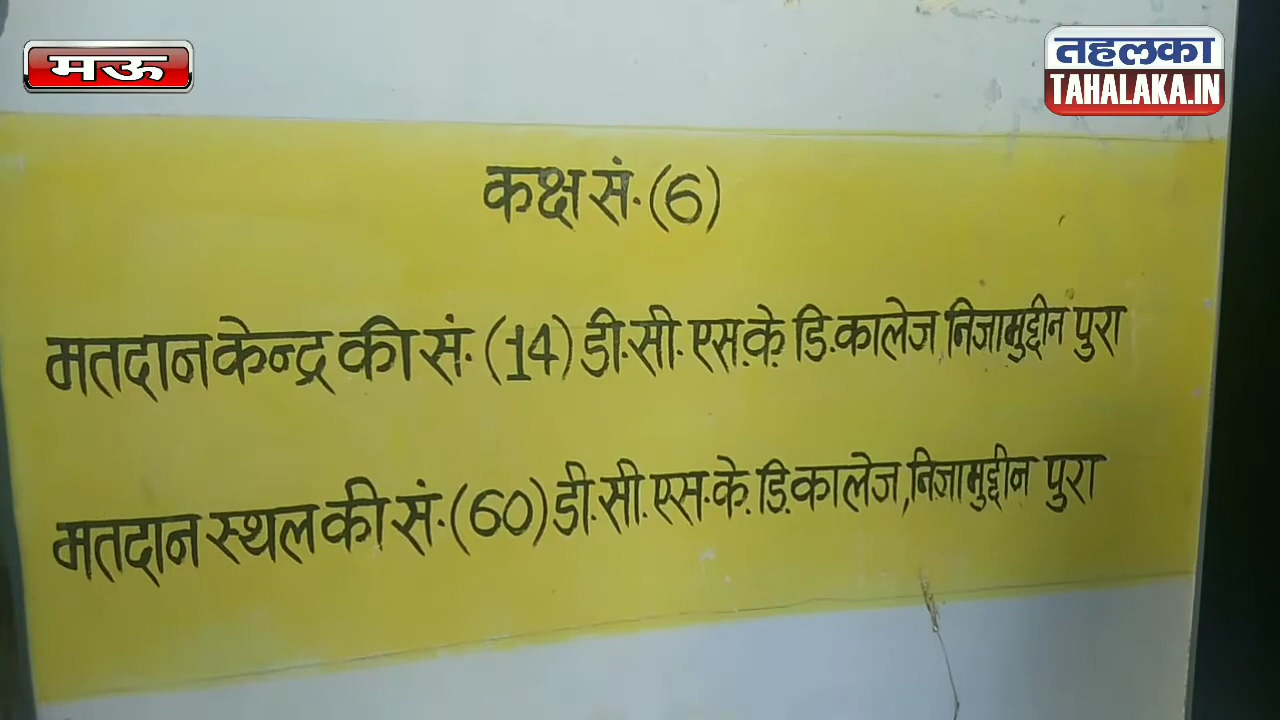 मऊ
तहलका
TAHALAKA.IN
कक्ष सं. (6)
मतदान केन्द्र की सं. (14) डी.सी. एस.के. डि.कालेज, निजामुद्दीन पुरा
मतदान स्थल की सं. (60) डी.सी. एस.के. डि.कालेज, निजामुद्दीन पुरा